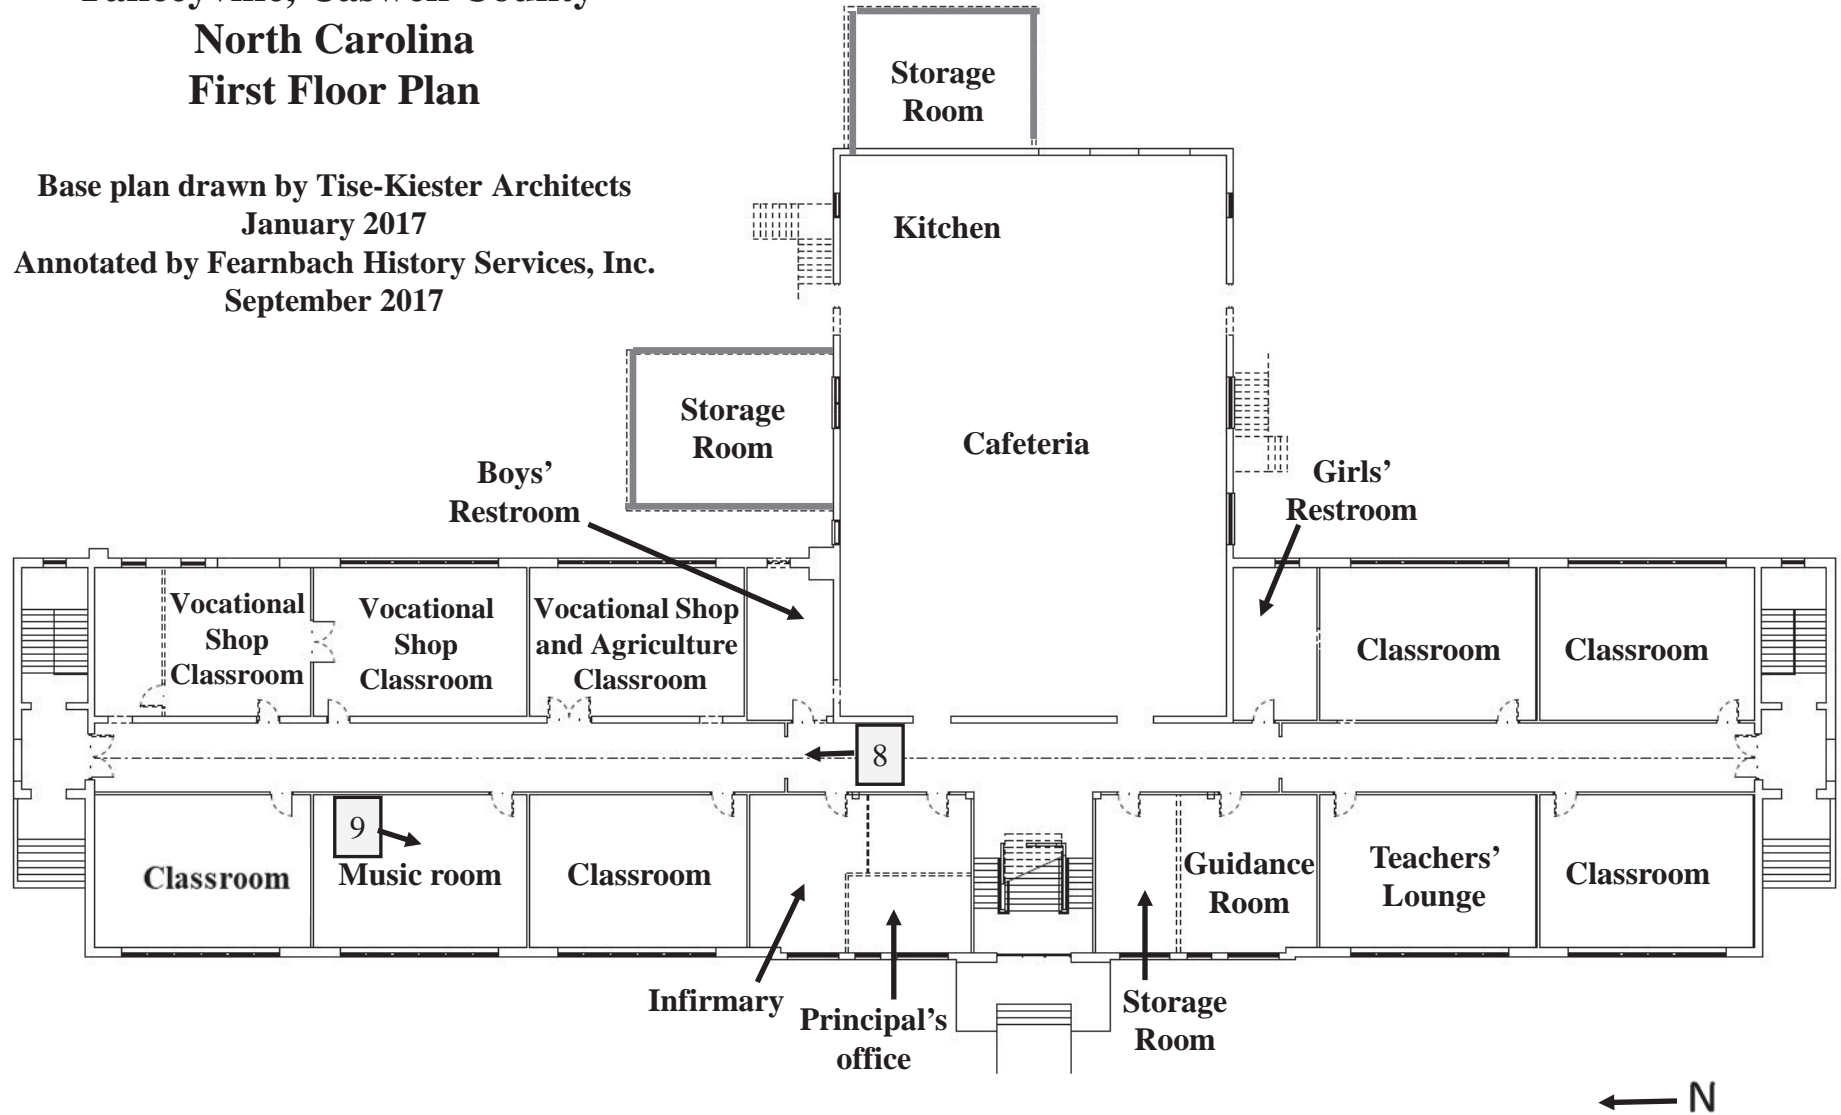 North Carolina
First Floor Plan
Base plan drawn by Tise-Kiester Architects
January 2017
Annotated by Fearnbach History Services, Inc.
September 2017
Storage
Room
Kitchen
Storage
Room
Cafeteria
Boys’
Restroom
Girls’
Restroom
Vocational
Shop
Classroom
Vocational
Shop
Classroom
Vocational Shop
and Agriculture
Classroom
Classroom
Classroom
8
9
Classroom
Music room
Classroom
Guidance
Room
Teachers’
Lounge
Classroom
Infirmary
Principal’s
office
Storage
Room
N